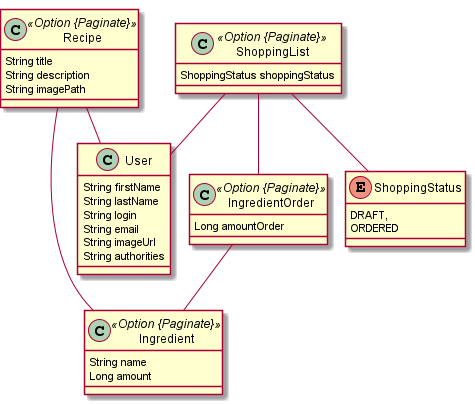 C «Option {Paginate}»
Recipe
String title
String description
String imagePath
C «Option {Paginate}»
ShoppingList
ShoppingStatus shoppingStatus
C User
String firstName
String lastName
String login
String email
String imageUrl
String authorities
C «Option {Paginate}»
IngredientOrder
Long amountOrder
E ShoppingStatus
DRAFT,
ORDERED
C «Option {Paginate}»
Ingredient
String name
Long amount